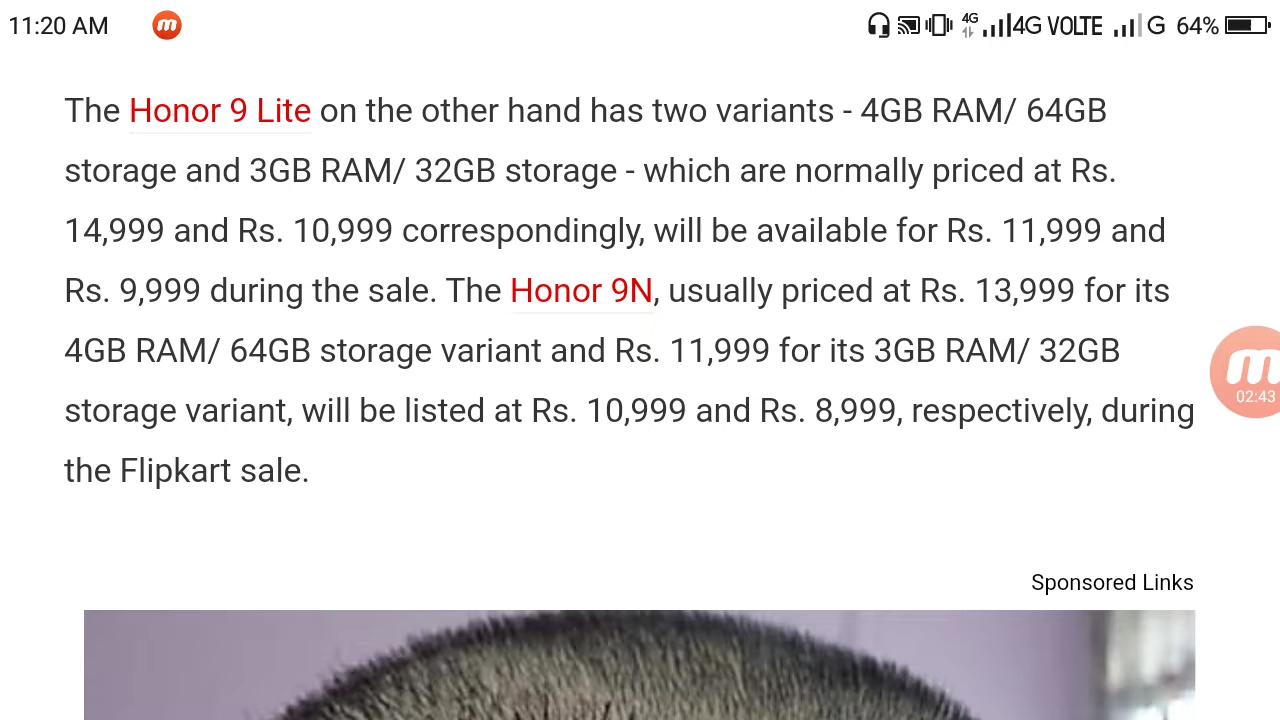 11:20 AM m 4G 4G VOLTE G 64%
The Honor 9 Lite on the other hand has two variants - 4GB RAM/ 64GB
storage and 3GB RAM/ 32GB storage - which are normally priced at Rs.
14,999 and Rs. 10,999 correspondingly, will be available for Rs. 11,999 and
Rs. 9,999 during the sale. The Honor 9N, usually priced at Rs. 13,999 for its
4GB RAM/ 64GB storage variant and Rs. 11,999 for its 3GB RAM/ 32GB
m
02:43
storage variant, will be listed at Rs. 10,999 and Rs. 8,999, respectively, during
the Flipkart sale.
Sponsored Links